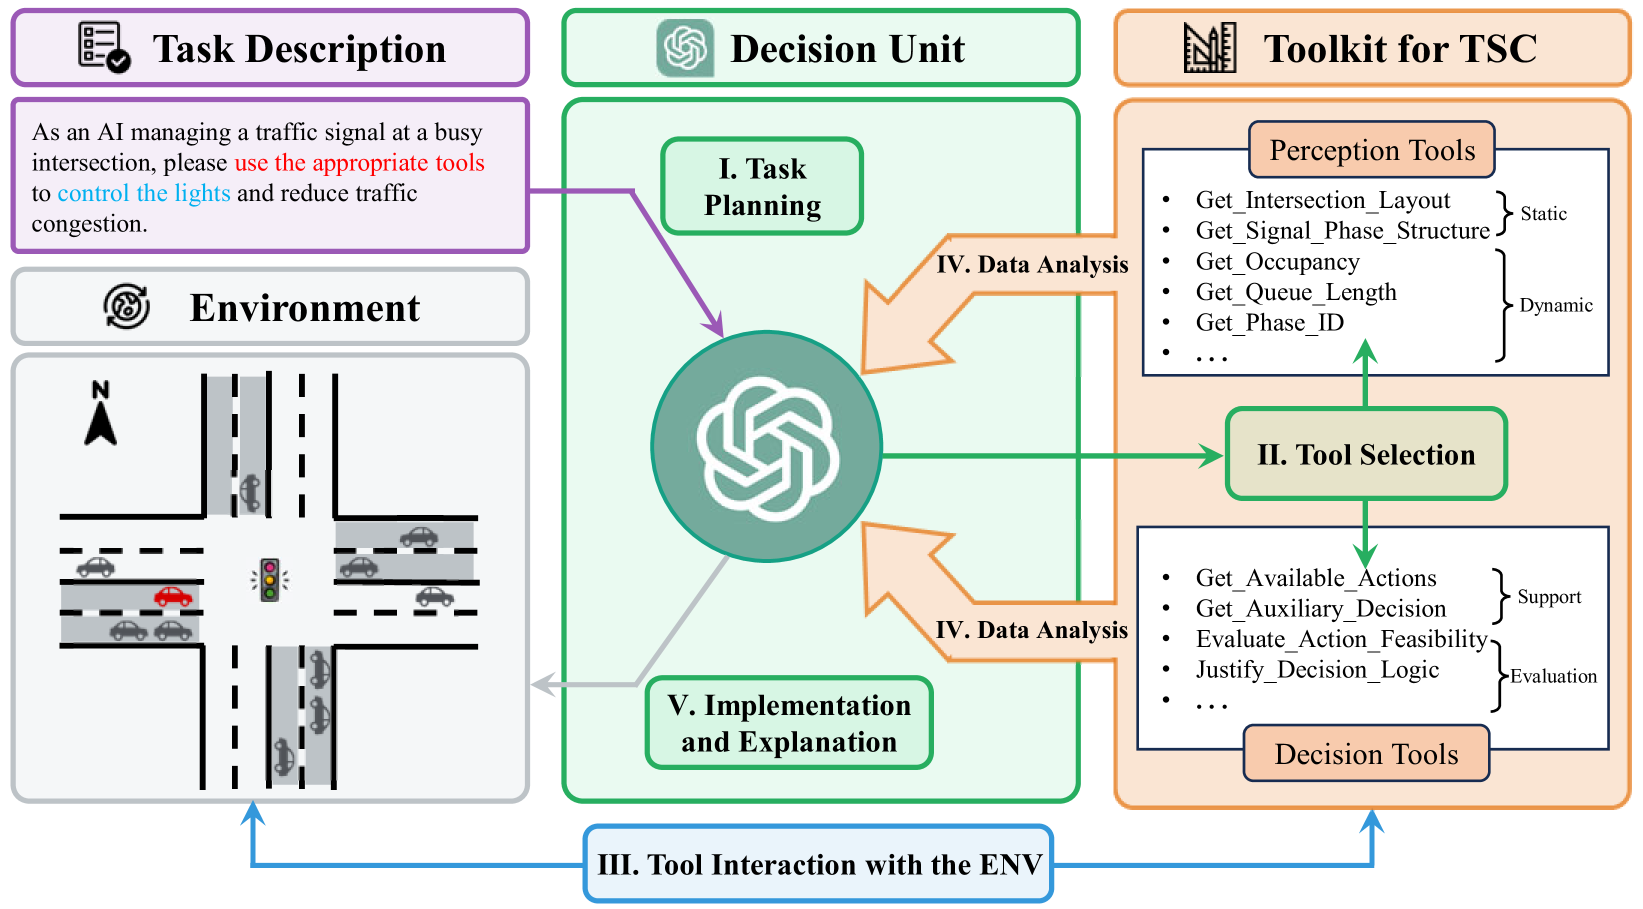 Task Description
As an AI managing a traffic signal at a busy
intersection, please use the appropriate tools
to control the lights and reduce traffic
congestion.
Environment
N
Decision Unit
I. Task
Planning
IV. Data Analysis
IV. Data Analysis
V. Implementation
and Explanation
Toolkit for TSC
Perception Tools
• Get_Intersection_Layout
• Get_Signal_Phase_Structure
Static
• Get_Occupancy
• Get_Queue_Length
• Get_Phase_ID
• ...
Dynamic
II. Tool Selection
• Get_Available_Actions
• Get_Auxiliary_Decision
Support
• Evaluate_Action_Feasibility
• Justify_Decision_Logic
• ...
Evaluation
Decision Tools
III. Tool Interaction with the ENV